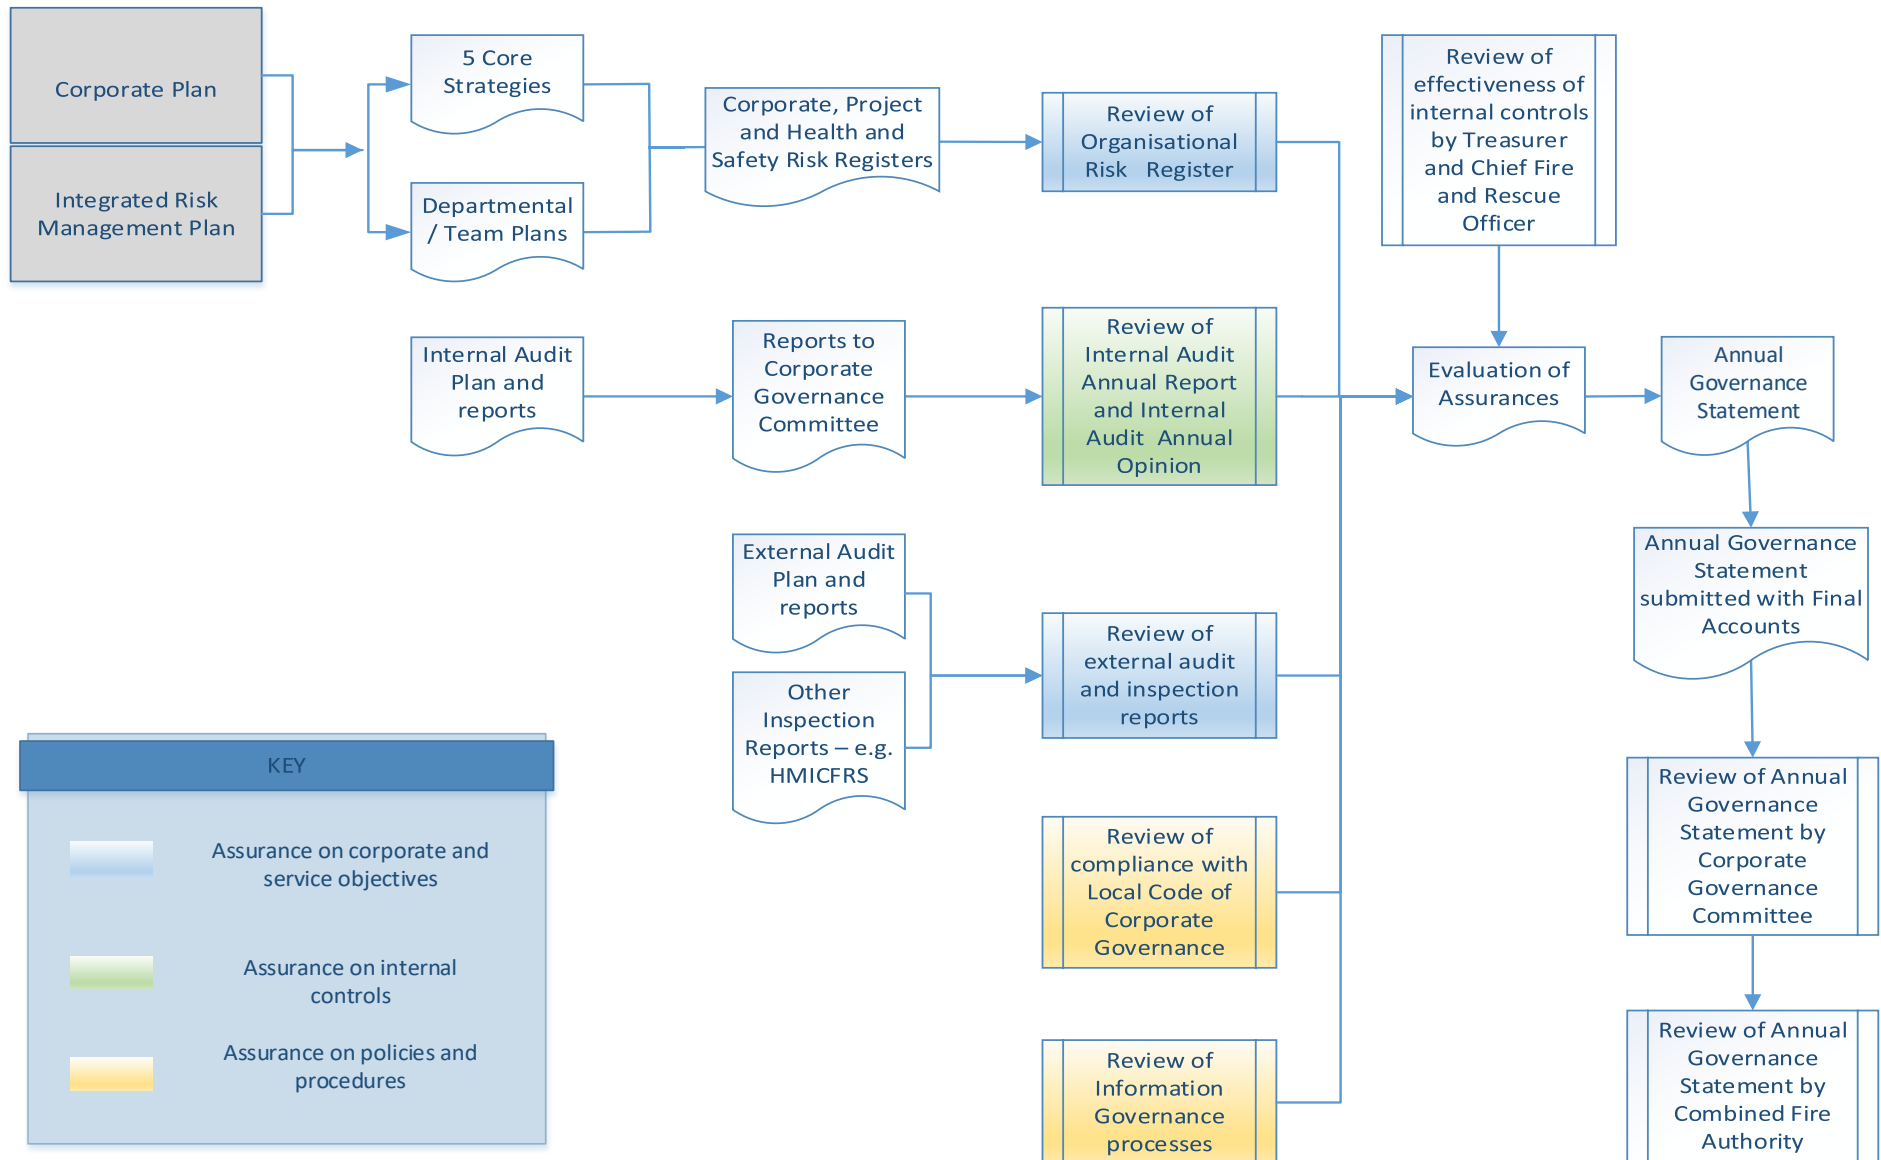 Corporate Plan
Integrated Risk
Management Plan
5 Core
Strategies
Departmental
/ Team Plans
Corporate, Project
and Health and
Safety Risk Registers
Review of
Organisational
Risk Register
Review of
effectiveness of
internal controls
by Treasurer
and Chief Fire
and Rescue
Officer
Internal Audit
Plan and
reports
Reports to
Corporate
Governance
Committee
Review of
Internal Audit
Annual Report
and Internal
Audit Annual
Opinion
Evaluation of
Assurances
Annual
Governance
Statement
External Audit
Plan and
reports
Other
Inspection
Reports – e.g.
HMICFRS
Review of
external audit
and inspection
reports
Annual Governance
Statement
submitted with Final
Accounts
Review of
compliance with
Local Code of
Corporate
Governance
Review of Annual
Governance
Statement by
Corporate
Governance
Committee
Review of
Information
Governance
processes
Review of Annual
Governance
Statement by
Combined Fire
Authority
KEY
Assurance on corporate and
service objectives
Assurance on internal
controls
Assurance on policies and
procedures